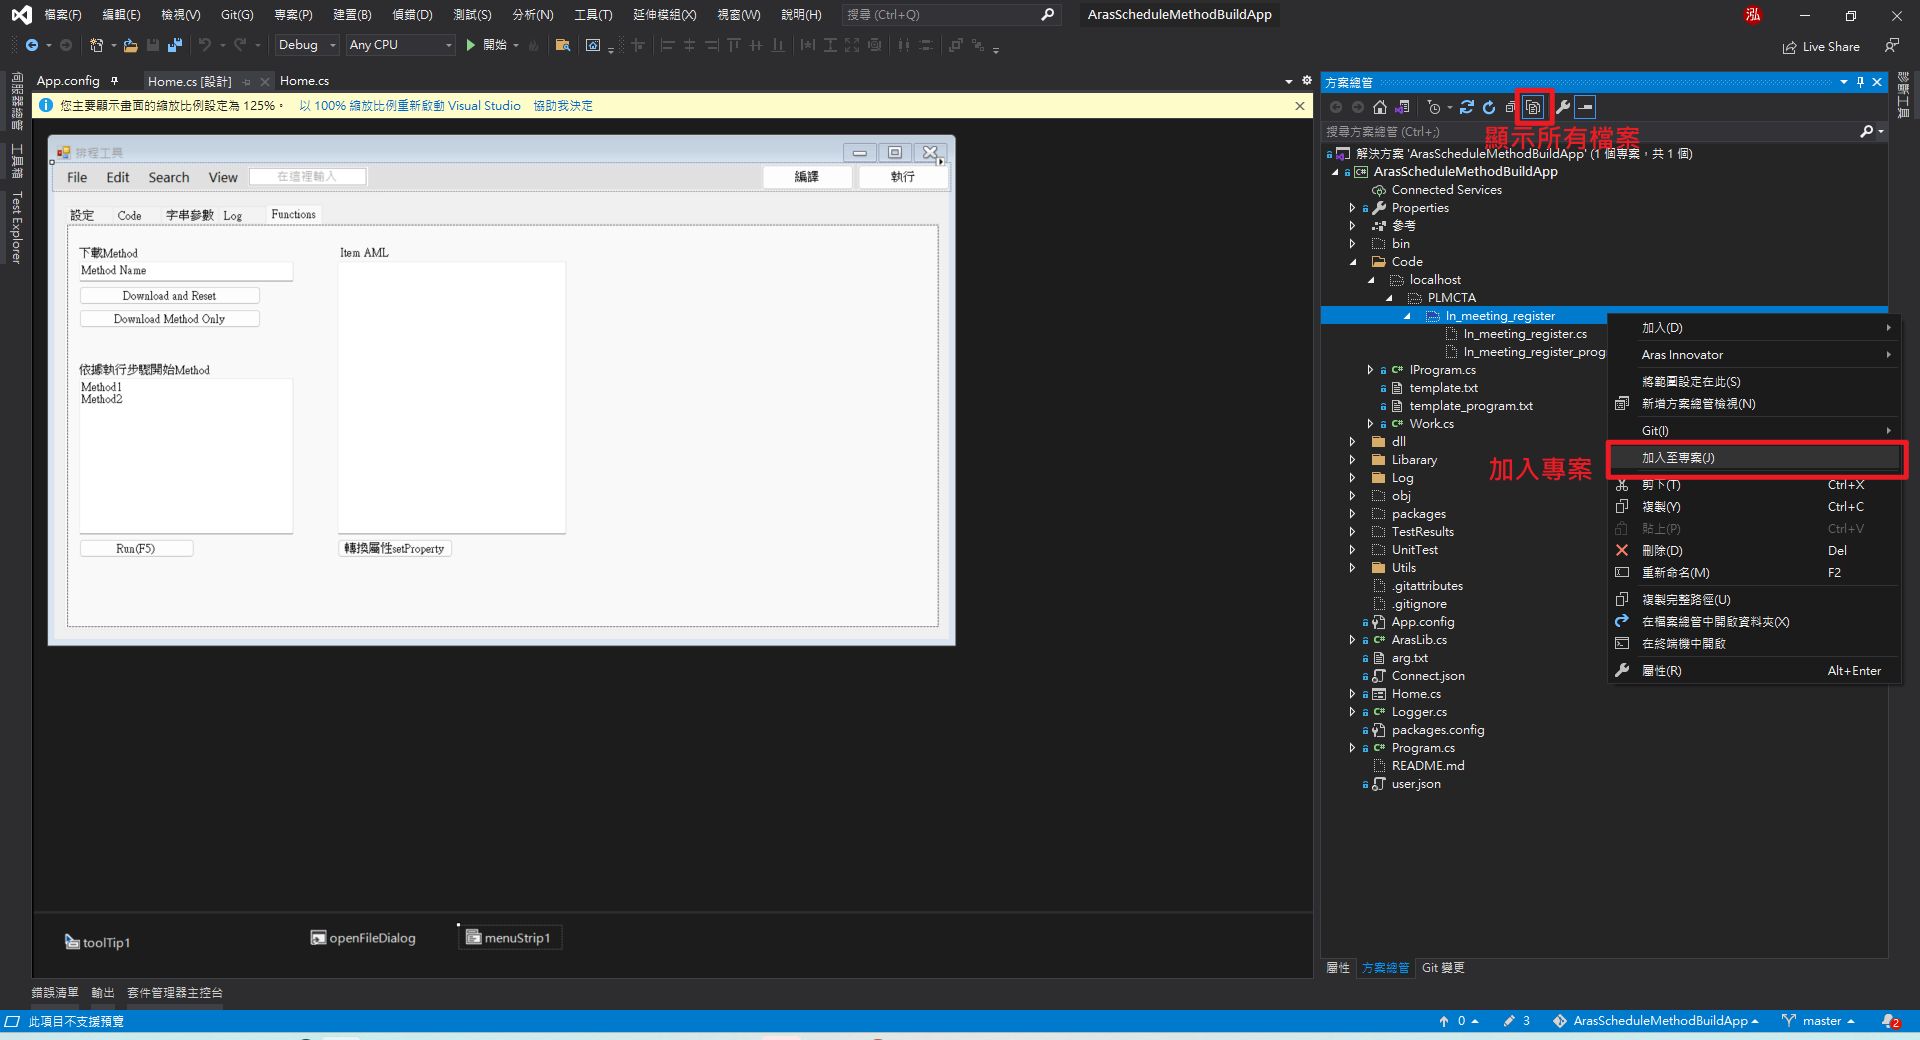 檔案(F) 編輯(E) 檢視(V) Git(G) 專案(P) 建置(B) 偵錯(D) 測試(S) 分析(N) 工具(T) 延伸模組(X) 視窗(W) 說明(H) 搜尋 (Ctrl+Q) ArasScheduleMethodBuildApp 泓
Debug Any CPU 開始 Live Share
伺服器總管
工具箱
Test Explorer
App.config Home.cs [設計] Home.cs
您主要顯示畫面的縮放比例設定為 125%。 以 100% 縮放比例重新啟動 Visual Studio 協助我決定
排程工具
File Edit Search View 在這裡輸入 編譯 執行
設定 Code 字串參數 Log Functions
下載Method
Method Name
Download and Reset
Download Method Only
依據執行步驟開始Method
Method1
Method2
Run(F5)
Item AML
轉換屬性setProperty
toolTip1 openFileDialog menuStrip1
方案總管
診斷工具
搜尋方案總管 (Ctrl+;)
顯示所有檔案
解決方案 'ArasScheduleMethodBuildApp' (1 個專案，共 1 個)
ArasScheduleMethodBuildApp
Connected Services
Properties
參考
bin
Code
localhost
PLMCTA
In_meeting_register
In_meeting_register.cs
In_meeting_register_prog
IProgram.cs
template.txt
template_program.txt
Work.cs
dll
Libarary
Log
obj
packages
TestResults
UnitTest
Utils
.gitattributes
.gitignore
App.config
ArasLib.cs
arg.txt
Connect.json
Home.cs
Logger.cs
packages.config
Program.cs
README.md
user.json
加入專案
加入(D)
Aras Innovator
將範圍設定在此(S)
新增方案總管檢視(N)
Git(I)
加入至專案(J)
剪下(T) Ctrl+X
複製(Y) Ctrl+C
貼上(P) Ctrl+V
刪除(D) Del
重新命名(M) F2
複製完整路徑(U)
在檔案總管中開啟資料夾(X)
在終端機中開啟
屬性(R) Alt+Enter
屬性 方案總管 Git 變更
錯誤清單 輸出 套件管理器主控台
此項目不支援預覽 0 3 ArasScheduleMethodBuildApp master 2